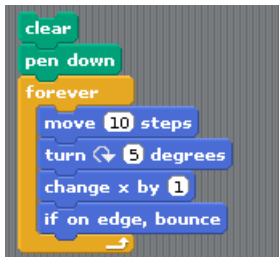 clear
pen down
forever
move 10 steps
turn 5 degrees
change x by 1
if on edge, bounce